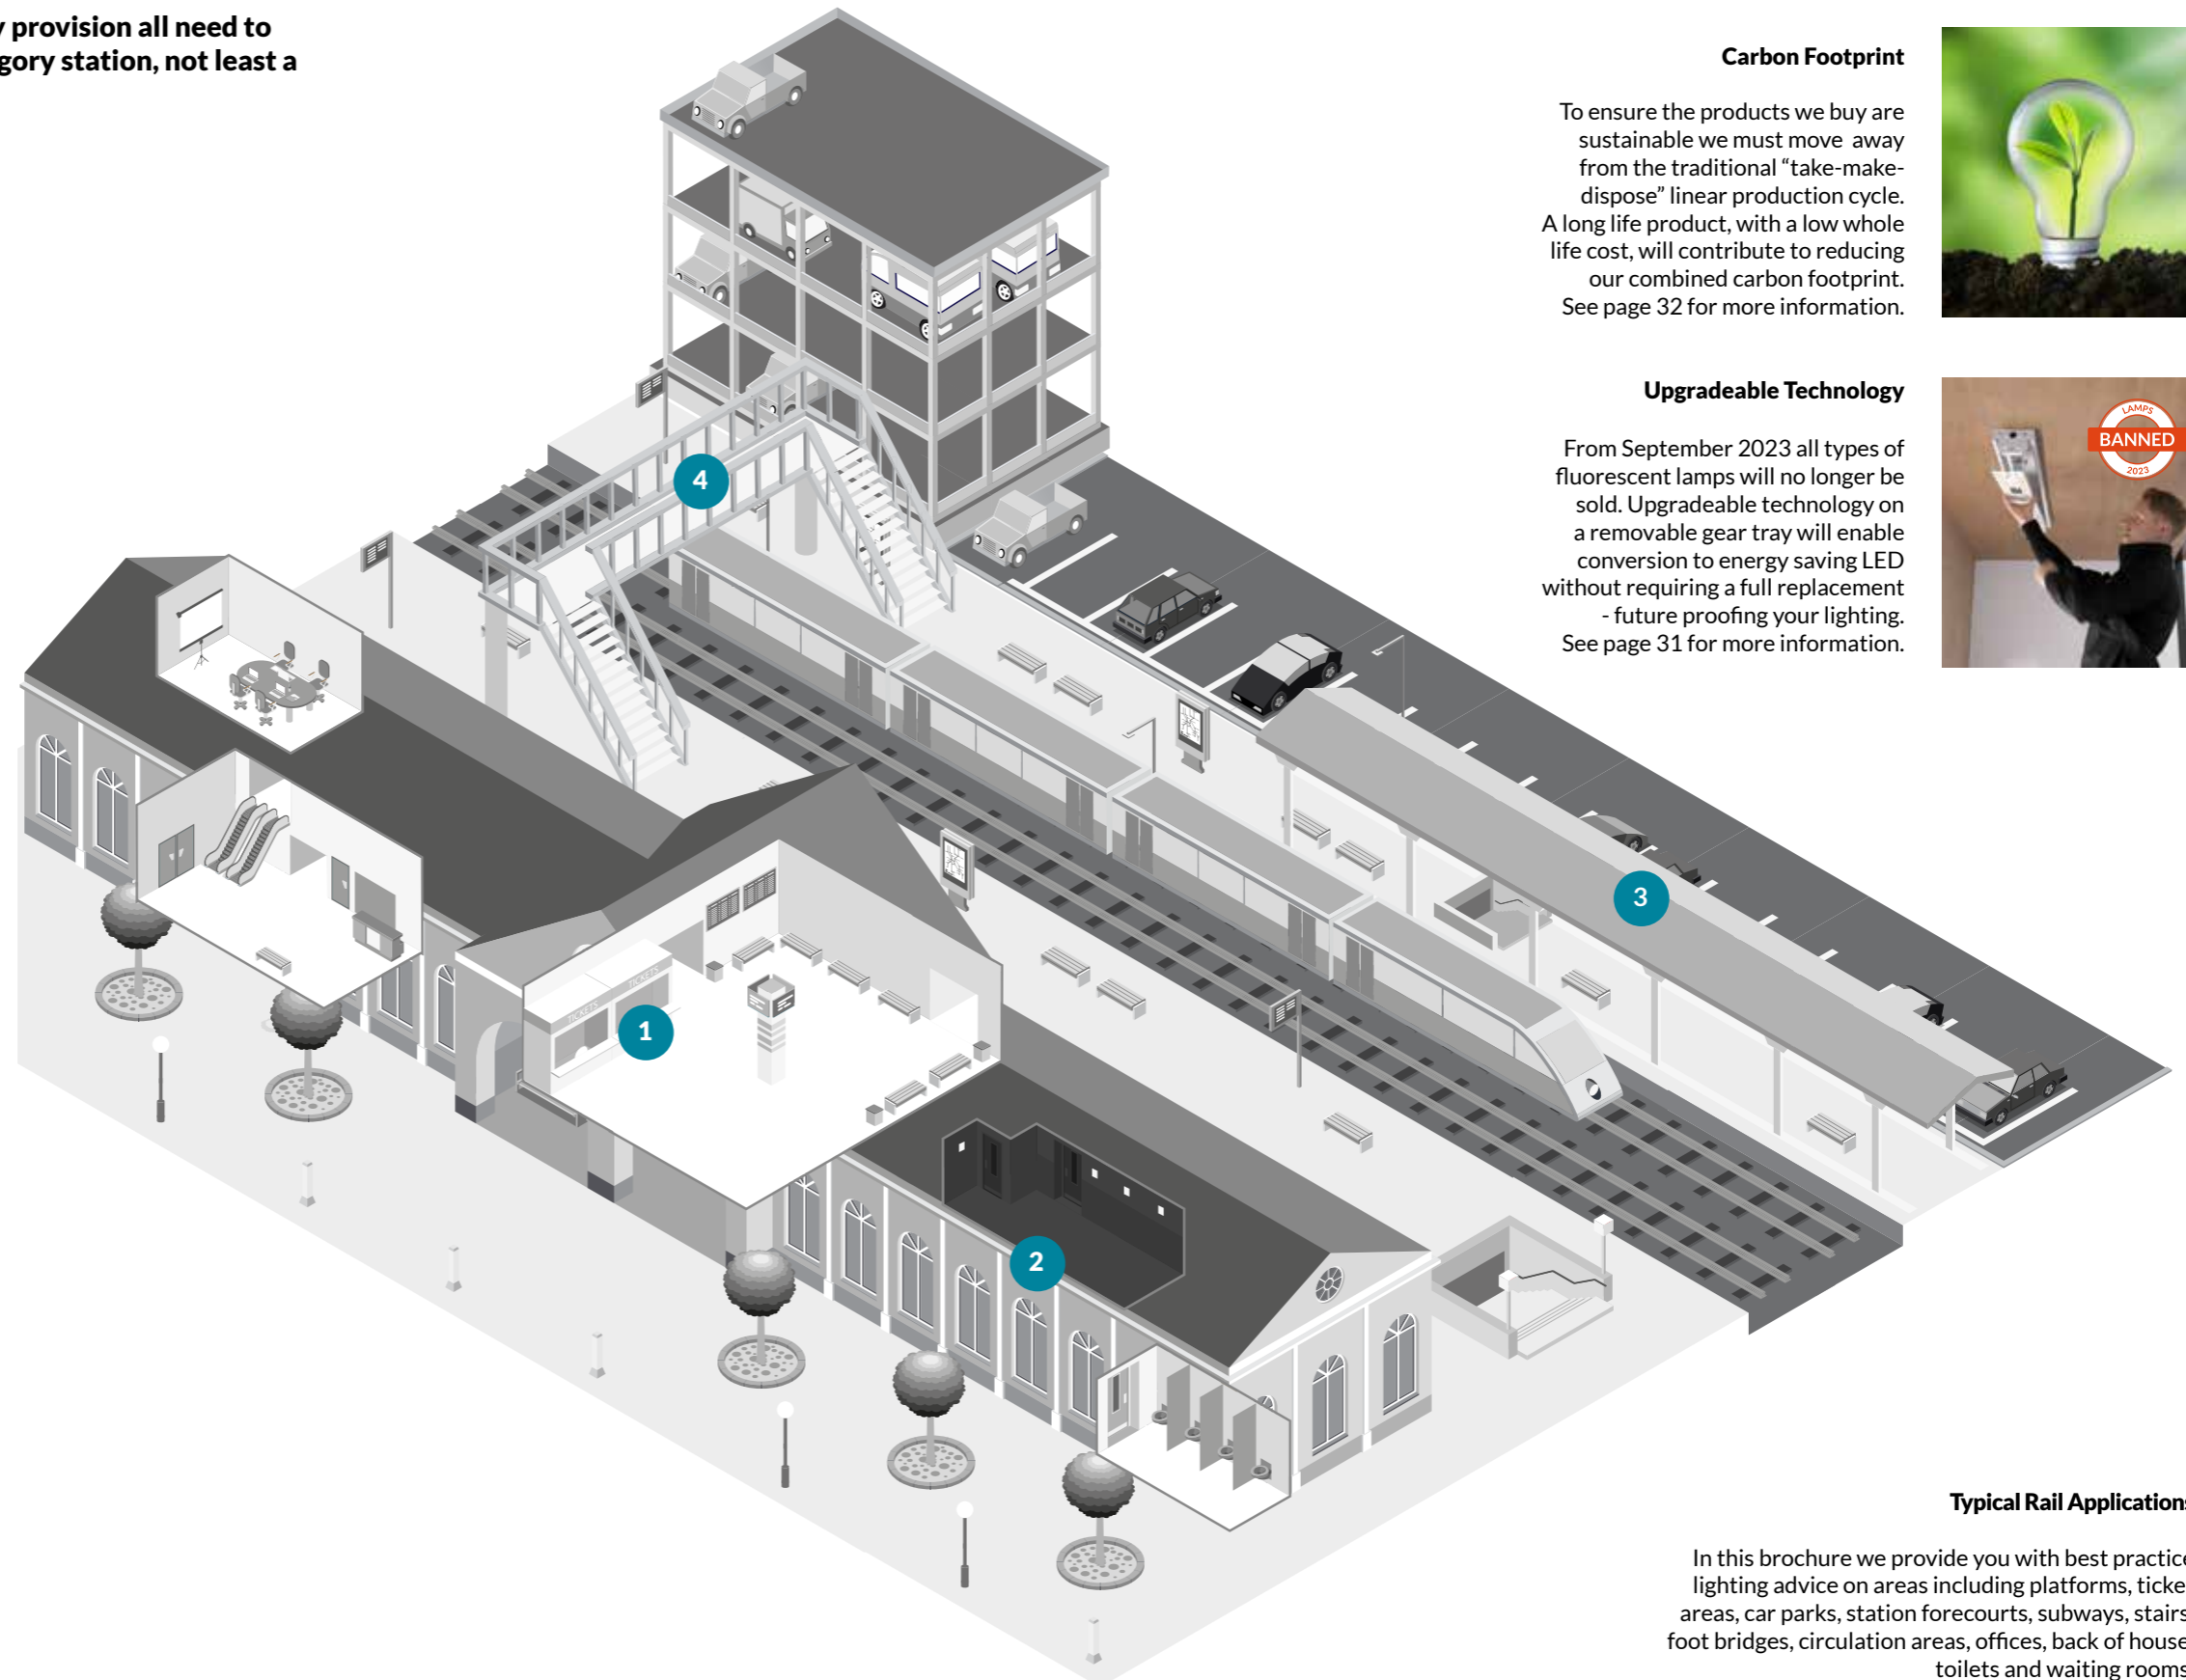 y provision all need to
gory station, not least a
Carbon Footprint
To ensure the products we buy are
sustainable we must move away
from the traditional “take-make-
dispose” linear production cycle.
A long life product, with a low whole
life cost, will contribute to reducing
our combined carbon footprint.
See page 32 for more information.
Upgradeable Technology
From September 2023 all types of
fluorescent lamps will no longer be
sold. Upgradeable technology on
a removable gear tray will enable
conversion to energy saving LED
without requiring a full replacement
- future proofing your lighting.
See page 31 for more information.
LAMPS
BANNED
2023
4
3
TICKETS
TICKETS
1
2
Typical Rail Applications
In this brochure we provide you with best practice
lighting advice on areas including platforms, ticke
areas, car parks, station forecourts, subways, stairs
foot bridges, circulation areas, offices, back of house
toilets and waiting rooms